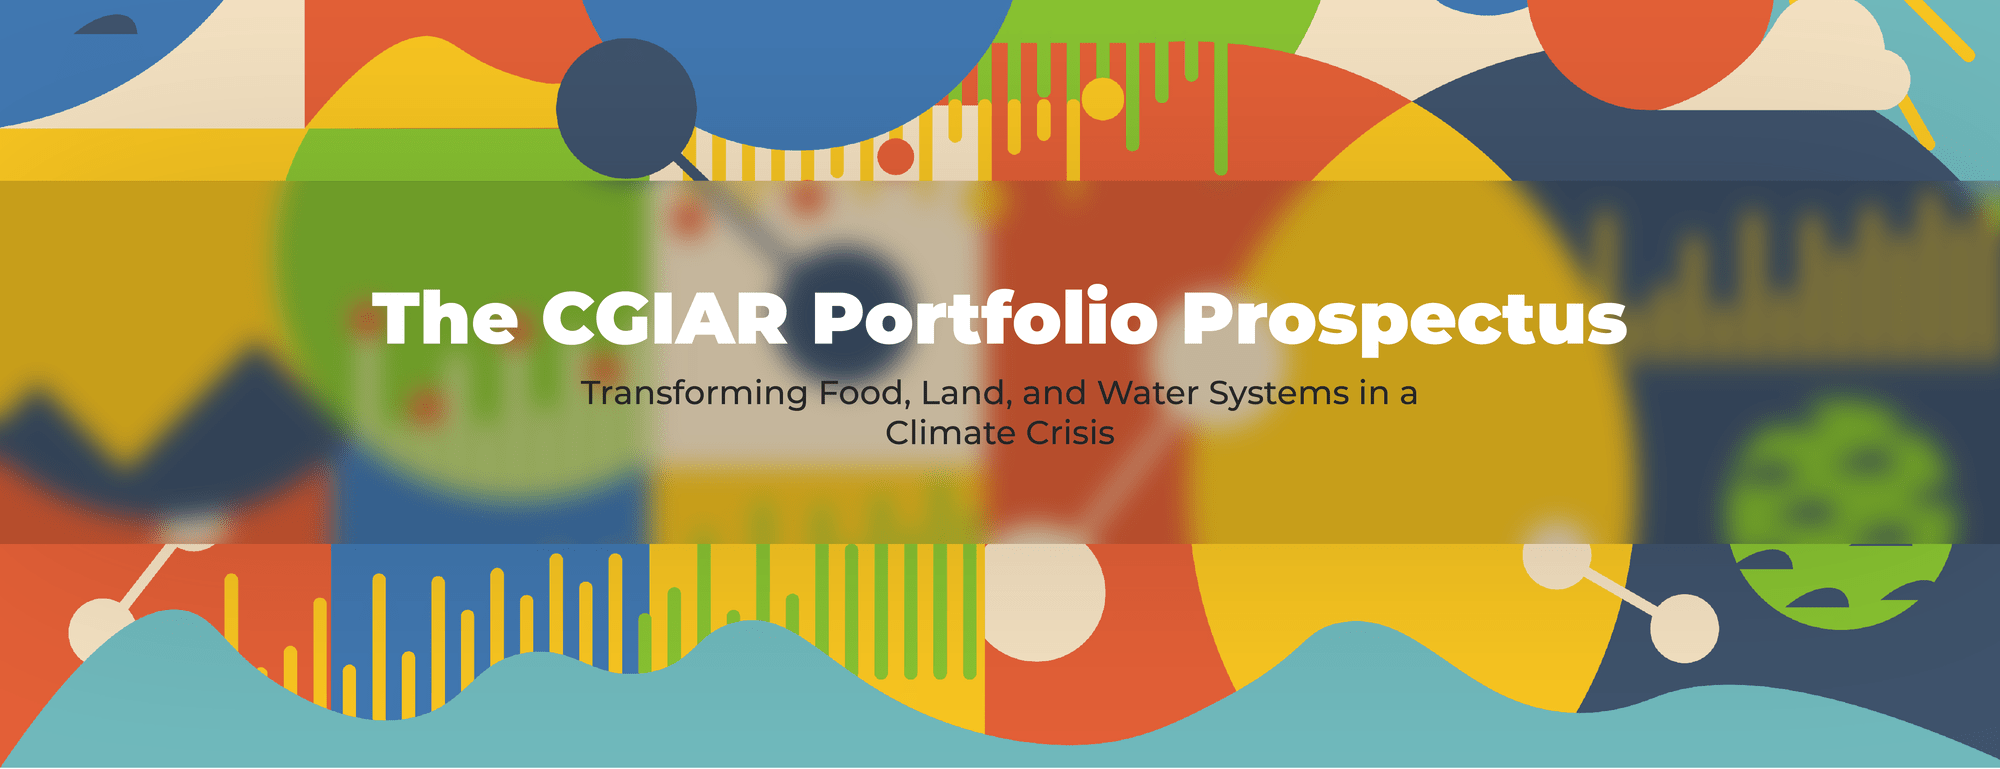 The CGIAR Portfolio Prospectus
Transforming Food, Land, and Water Systems in a
Climate Crisis